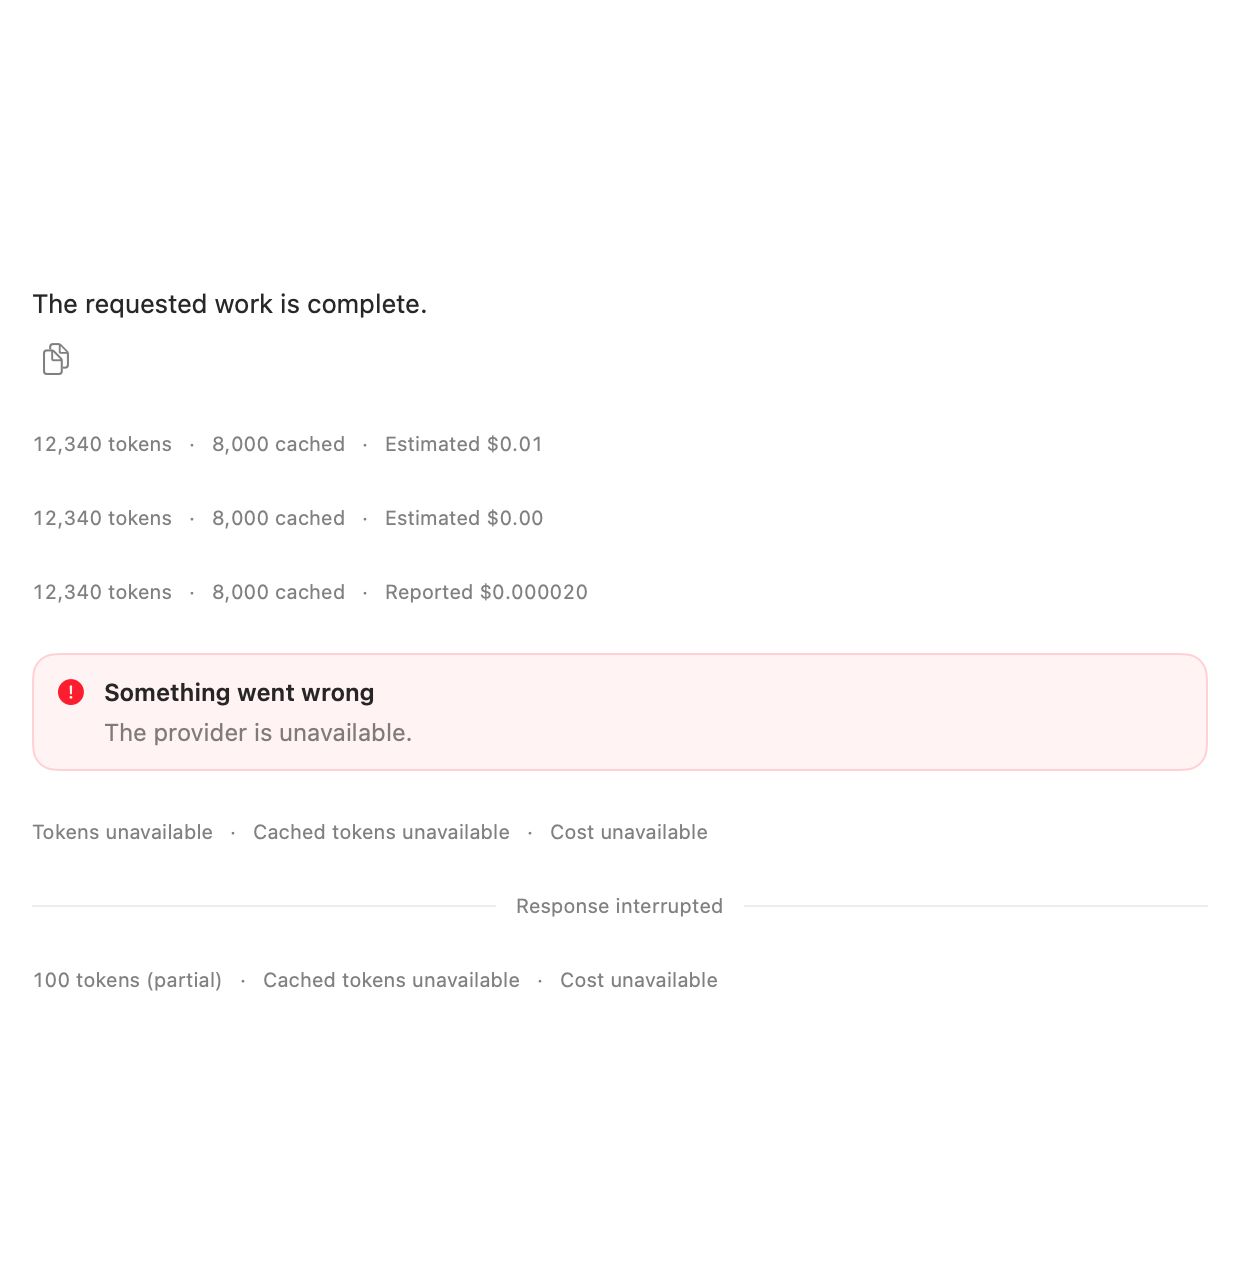 The requested work is complete.
12,340 tokens · 8,000 cached · Estimated $0.01
12,340 tokens · 8,000 cached · Estimated $0.00
12,340 tokens · 8,000 cached · Reported $0.000020
Something went wrong
The provider is unavailable.
Tokens unavailable · Cached tokens unavailable · Cost unavailable
Response interrupted
100 tokens (partial) · Cached tokens unavailable · Cost unavailable